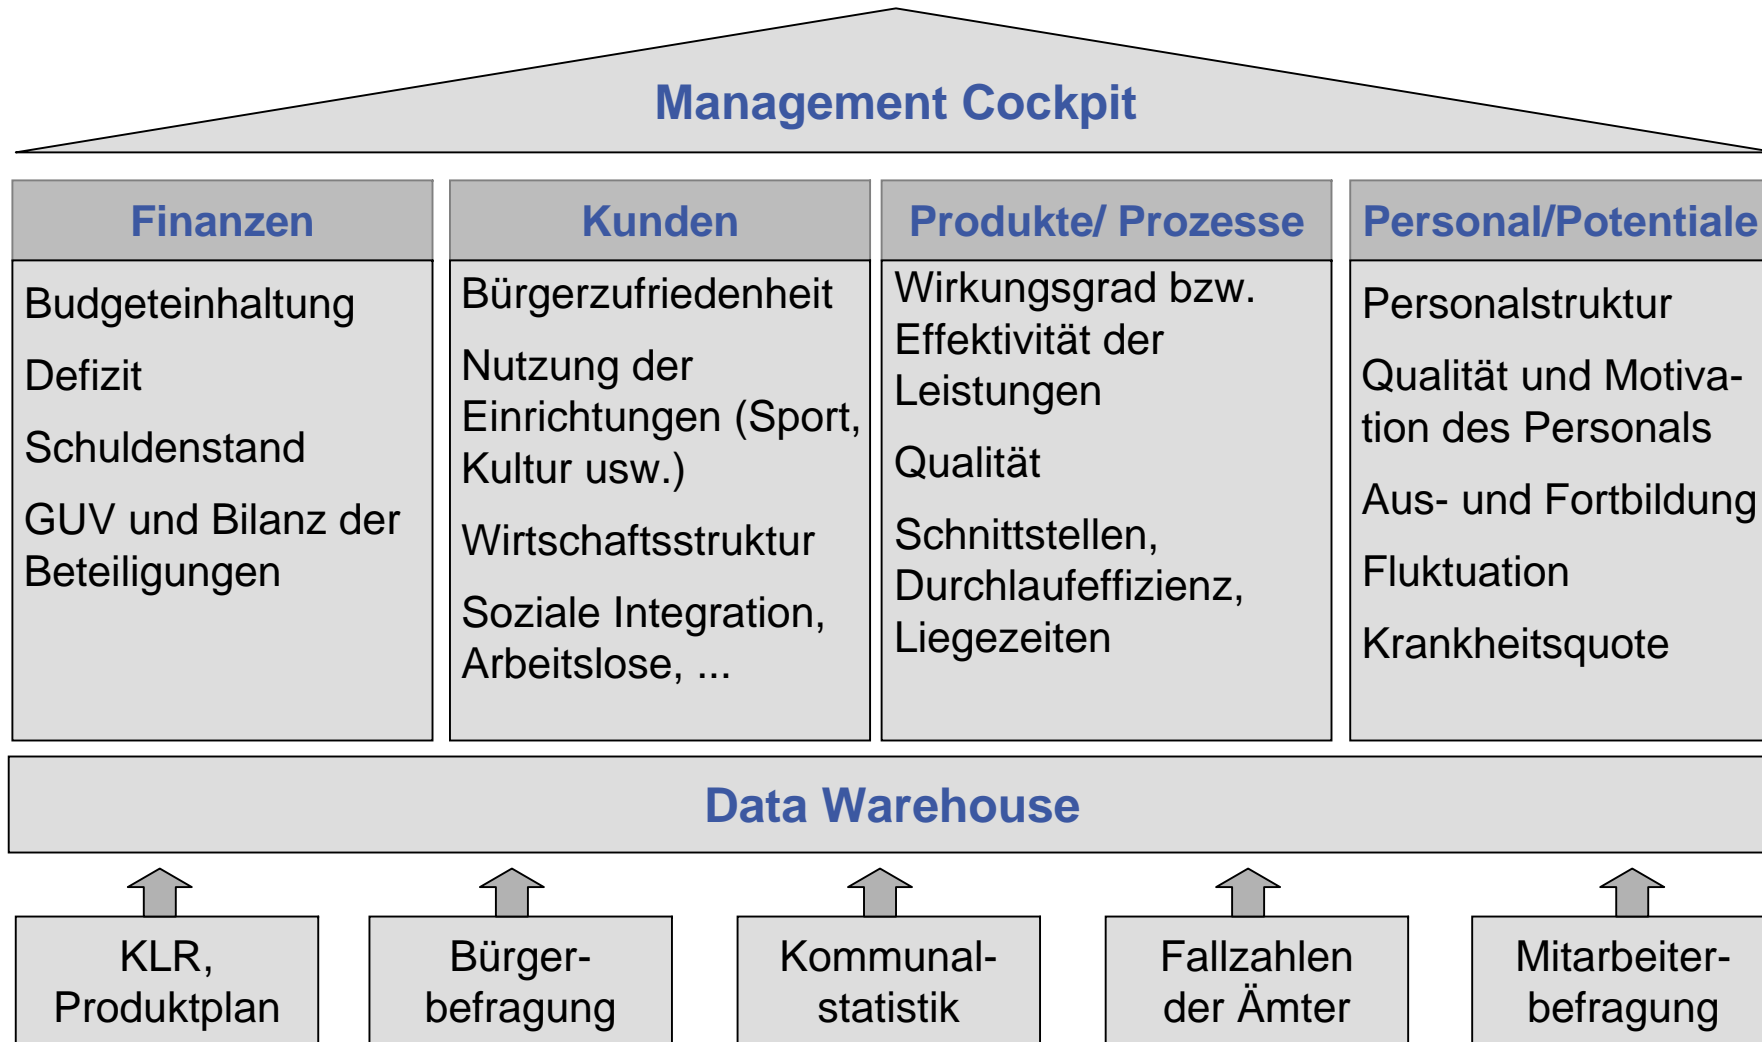 Management Cockpit
Finanzen
Budgeteinhaltung
Defizit
Schuldenstand
GUV und Bilanz der
Beteiligungen
Kunden
Bürgerzufriedenheit
Nutzung der
Einrichtungen (Sport,
Kultur usw.)
Wirtschaftsstruktur
Soziale Integration,
Arbeitslose, ...
Produkte/ Prozesse
Wirkungsgrad bzw.
Effektivität der
Leistungen
Qualität
Schnittstellen,
Durchlaufeffizienz,
Liegezeiten
Personal/Potentiale
Personalstruktur
Qualität und Motiva-
tion des Personals
Aus- und Fortbildung
Fluktuation
Krankheitsquote
Data Warehouse
KLR,
Produktplan
Bürger-
befragung
Kommunal-
statistik
Fallzahlen
der Ämter
Mitarbeiter-
befragung